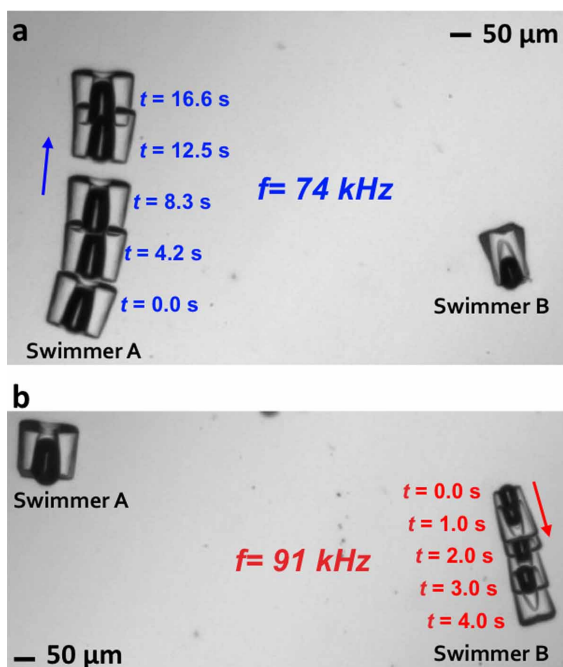 a
50 µm
t = 16.6 s
t = 12.5 s
f= 74 kHz
t = 8.3 s
t = 4.2 s
t = 0.0 s
Swimmer A
Swimmer B
b
Swimmer A
t = 0.0 s
t = 1.0 s
t = 2.0 s
f= 91 kHz
t = 3.0 s
t = 4.0 s
50 µm
Swimmer B